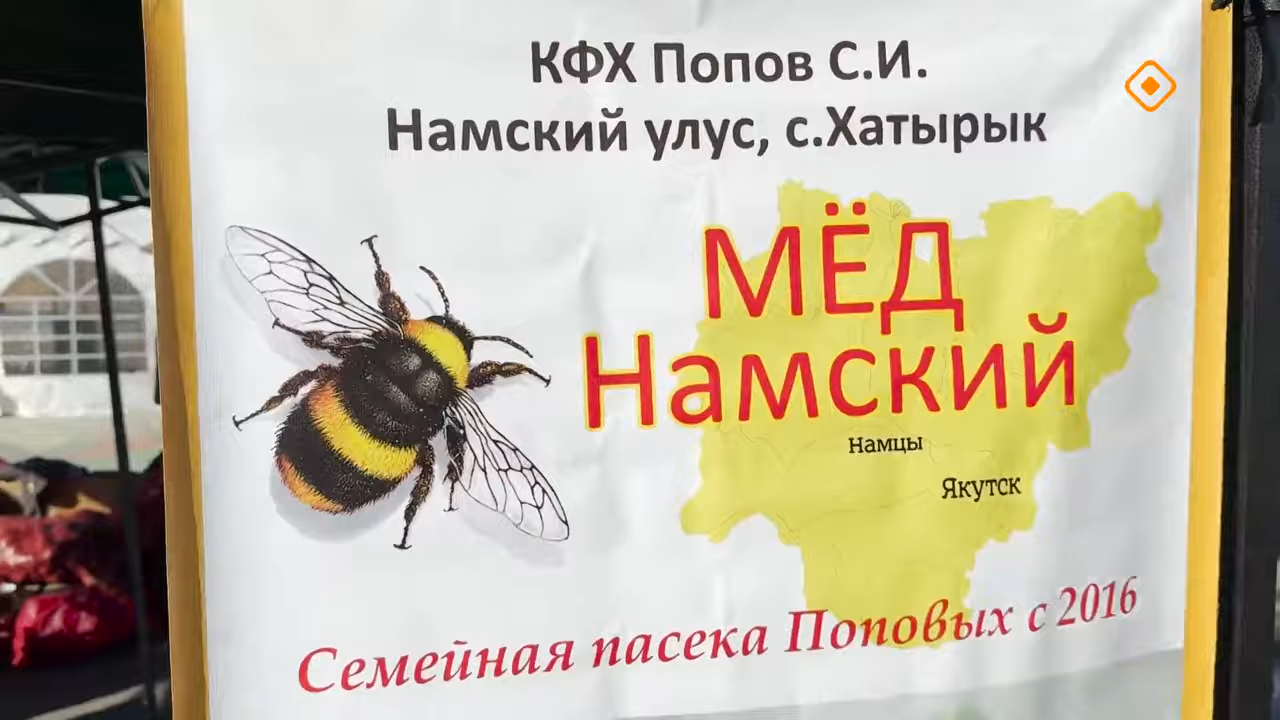 КФХ Попов С.И.
Намский улус, с.Хатырык
МЁД
Намский
Намцы
Якутск
Семейная пасека Поповых с 2016